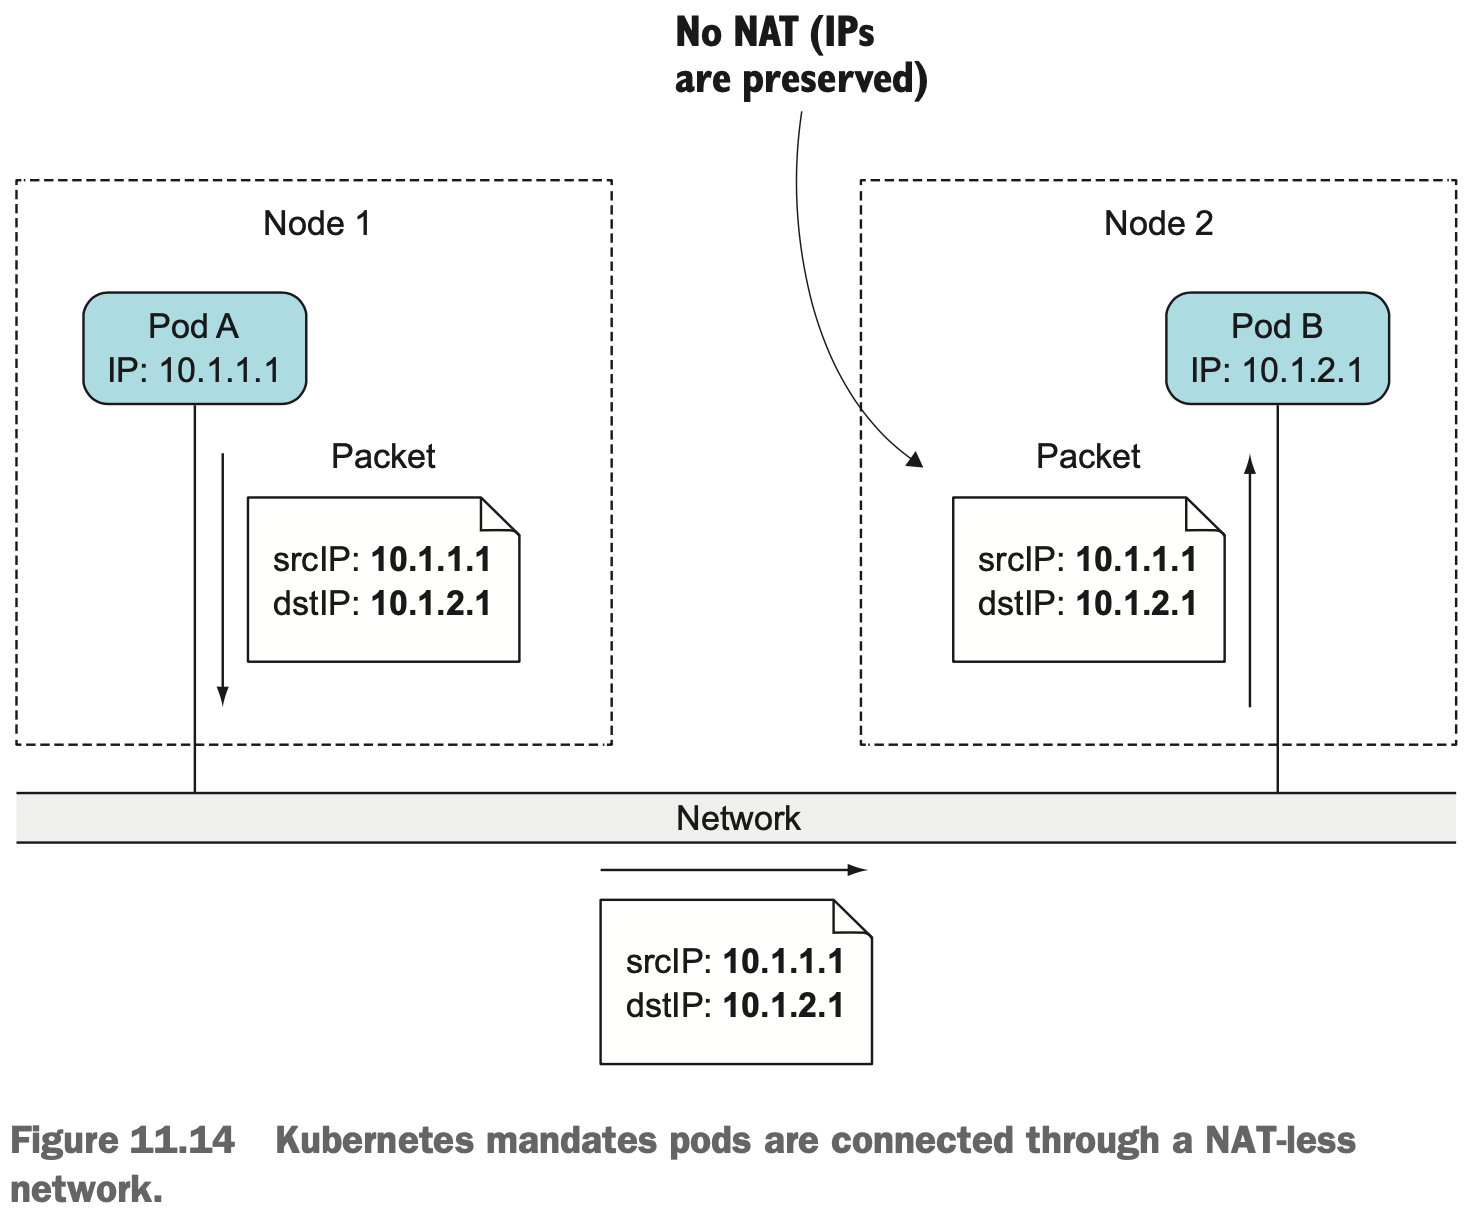 No NAT (IPs
are preserved)
Node 1
Node 2
Pod A
IP: 10.1.1.1
Pod B
IP: 10.1.2.1
Packet
srcIP: 10.1.1.1
dstIP: 10.1.2.1
Packet
srcIP: 10.1.1.1
dstIP: 10.1.2.1
Network
srcIP: 10.1.1.1
dstIP: 10.1.2.1
Figure 11.14 Kubernetes mandates pods are connected through a NAT-less
network.